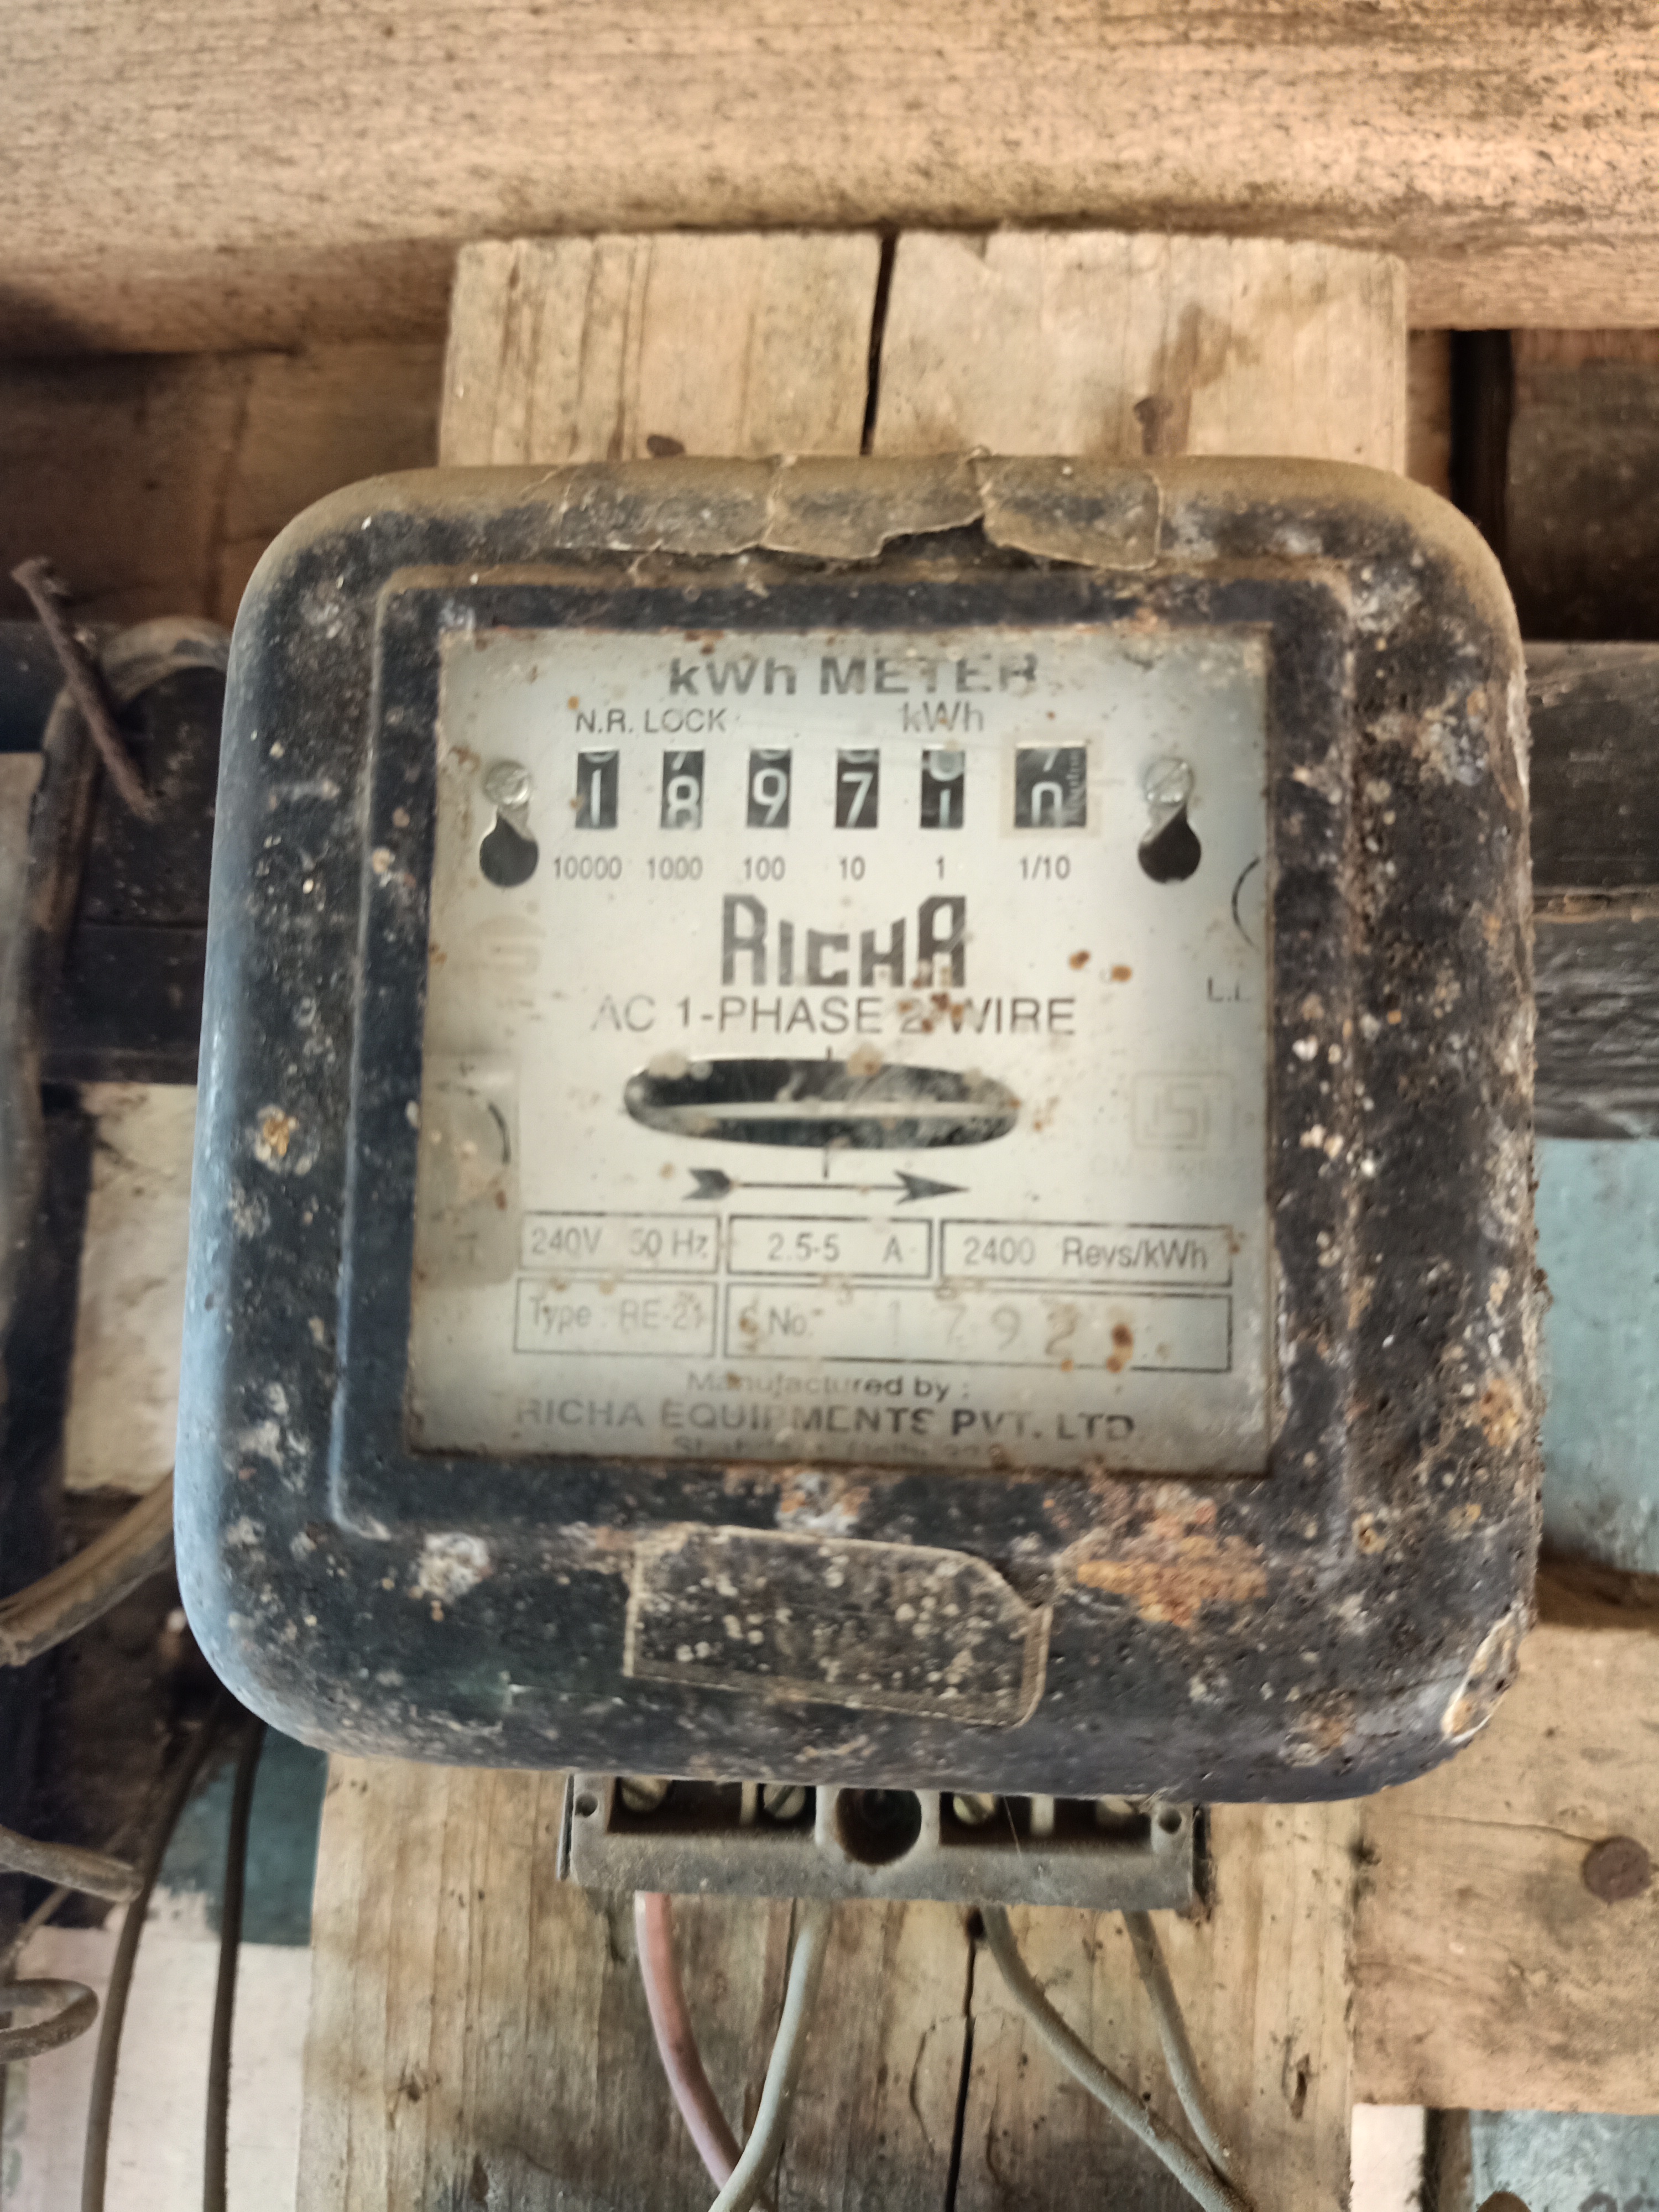 kWh METER
N.R. LOCK kWh
1 8 9 7 1 0
10000 1000 100 10 1 1/10
RICHA
AC 1-PHASE 2 WIRE
L.L
240V 50 Hz 2.5-5 A 2400 Revs/kWh
Type : RE-21 S No. 1792
Manufactured by :
RICHA EQUIPMENTS PVT. LTD